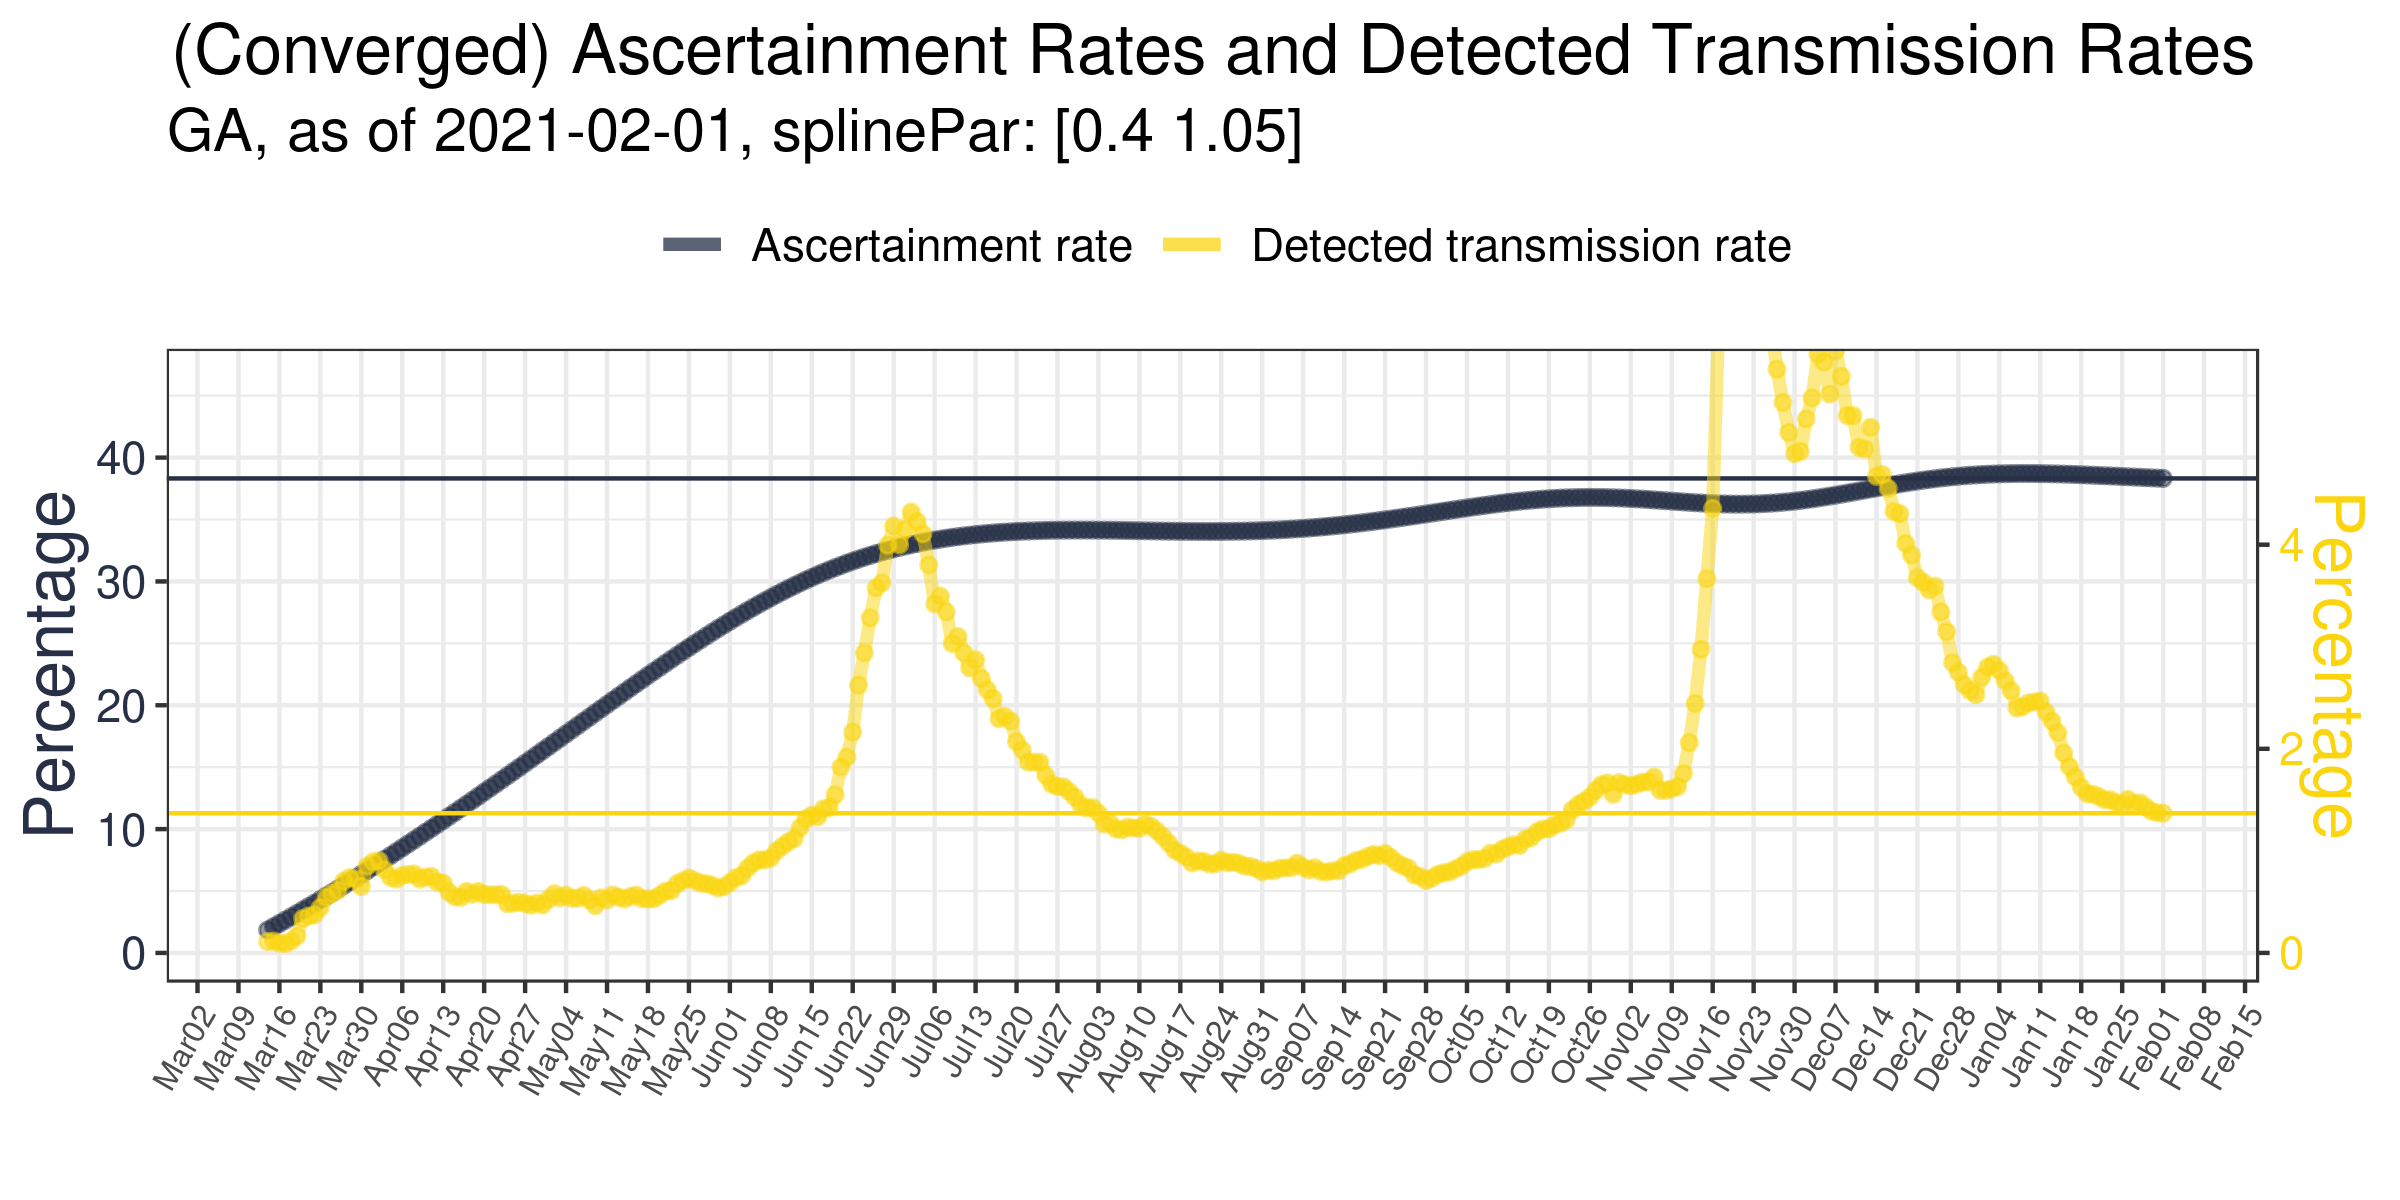 (Converged) Ascertainment Rates and Detected Transmission Rates
GA, as of 2021-02-01, splinePar: [0.4 1.05]
Ascertainment rate
Detected transmission rate
Percentage
40
30
20
10
0
4
2
0
Percentage
Mar02
Mar09
Mar16
Mar23
Mar30
Apr06
Apr13
Apr20
Apr27
May04
May11
May18
May25
Jun01
Jun08
Jun15
Jun22
Jun29
Jul06
Jul13
Jul20
Jul27
Aug03
Aug10
Aug17
Aug24
Aug31
Sep07
Sep14
Sep21
Sep28
Oct05
Oct12
Oct19
Oct26
Nov02
Nov09
Nov16
Nov23
Nov30
Dec07
Dec14
Dec21
Dec28
Jan04
Jan11
Jan18
Jan25
Feb01
Feb08
Feb15